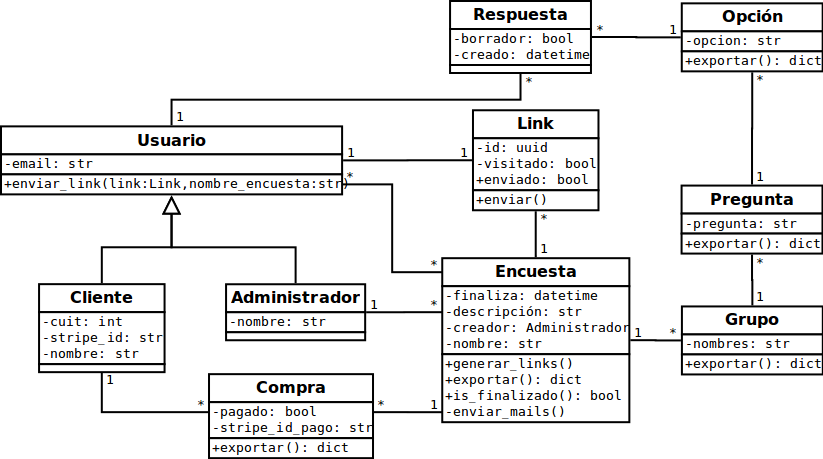 Respuesta
-borrador: bool
-creado: datetime
*
1
Opción
-opcion: str
+exportar(): dict
*
*
1
Usuario
-email: str
+enviar_link(link:Link,nombre_encuesta:str)
1
1
*
Link
-id: uuid
-visitado: bool
+enviado: bool
+enviar()
*
1
1
Pregunta
-pregunta: str
+exportar(): dict
*
1
*
Encuesta
-finaliza: datetime
-descripción: str
-creador: Administrador
-nombre: str
+generar_links()
+exportar(): dict
+is_finalizado(): bool
-enviar_mails()
Cliente
-cuit: int
-stripe_id: str
-nombre: str
1
Administrador
-nombre: str
1
*
1
*
Grupo
-nombres: str
+exportar(): dict
*
Compra
-pagado: bool
-stripe_id_pago: str
+exportar(): dict
*
1